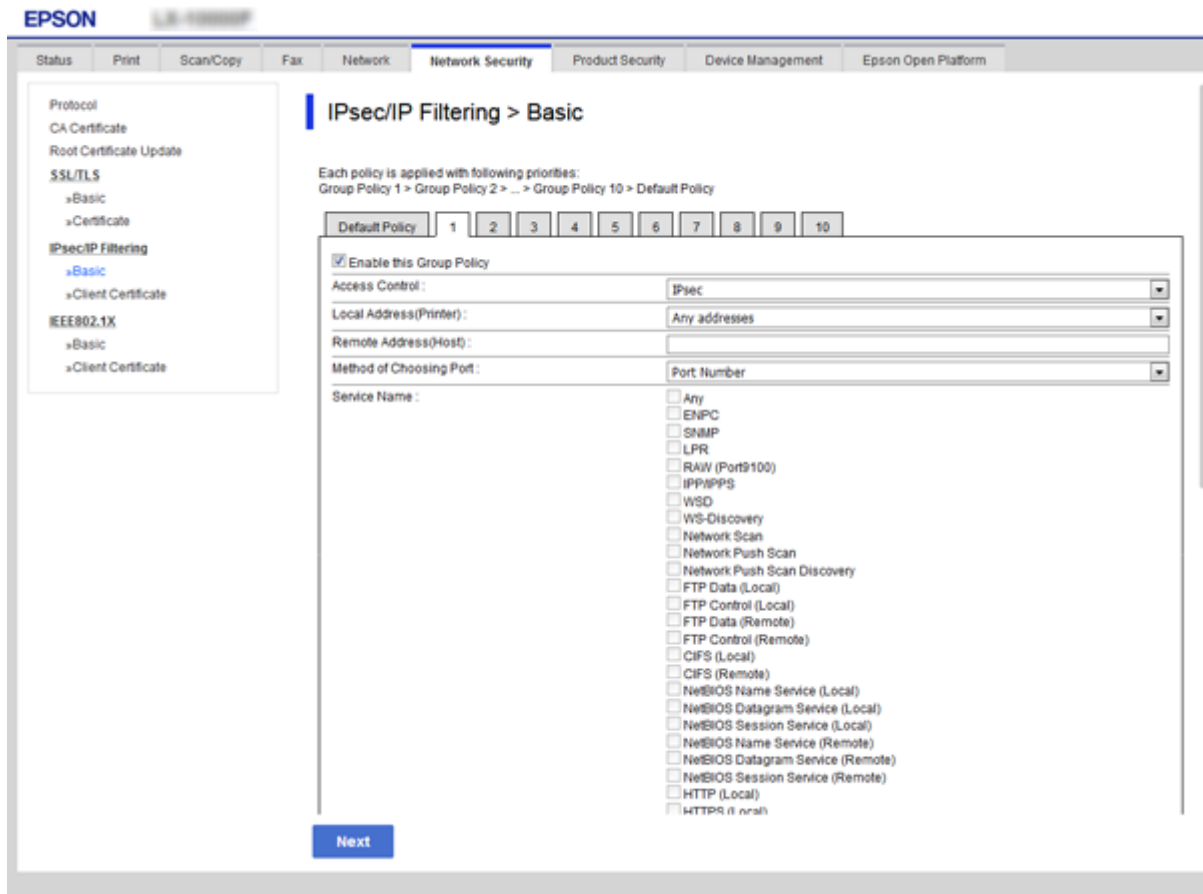 EPSON
Status Print Scan/Copy Fax Network Network Security Product Security Device Management Epson Open Platform
Protocol
CA Certificate
Root Certificate Update
SSL/TLS
»Basic
»Certificate
IPsec/IP Filtering
»Basic
»Client Certificate
IEEE802.1X
»Basic
»Client Certificate
IPsec/IP Filtering > Basic
Each policy is applied with following priorities:
Group Policy 1 > Group Policy 2 > ... > Group Policy 10 > Default Policy
Default Policy 1 2 3 4 5 6 7 8 9 10
Enable this Group Policy
Access Control : IPsec
Local Address(Printer) : Any addresses
Remote Address(Host) :
Method of Choosing Port : Port Number
Service Name : Any
ENPC
SNMP
LPR
RAW (Port9100)
IPP/IPPS
WSD
WS-Discovery
Network Scan
Network Push Scan
Network Push Scan Discovery
FTP Data (Local)
FTP Control (Local)
FTP Data (Remote)
FTP Control (Remote)
CIFS (Local)
CIFS (Remote)
NetBIOS Name Service (Local)
NetBIOS Datagram Service (Local)
NetBIOS Session Service (Local)
NetBIOS Name Service (Remote)
NetBIOS Datagram Service (Remote)
NetBIOS Session Service (Remote)
HTTP (Local)
HTTPS (Local)
Next